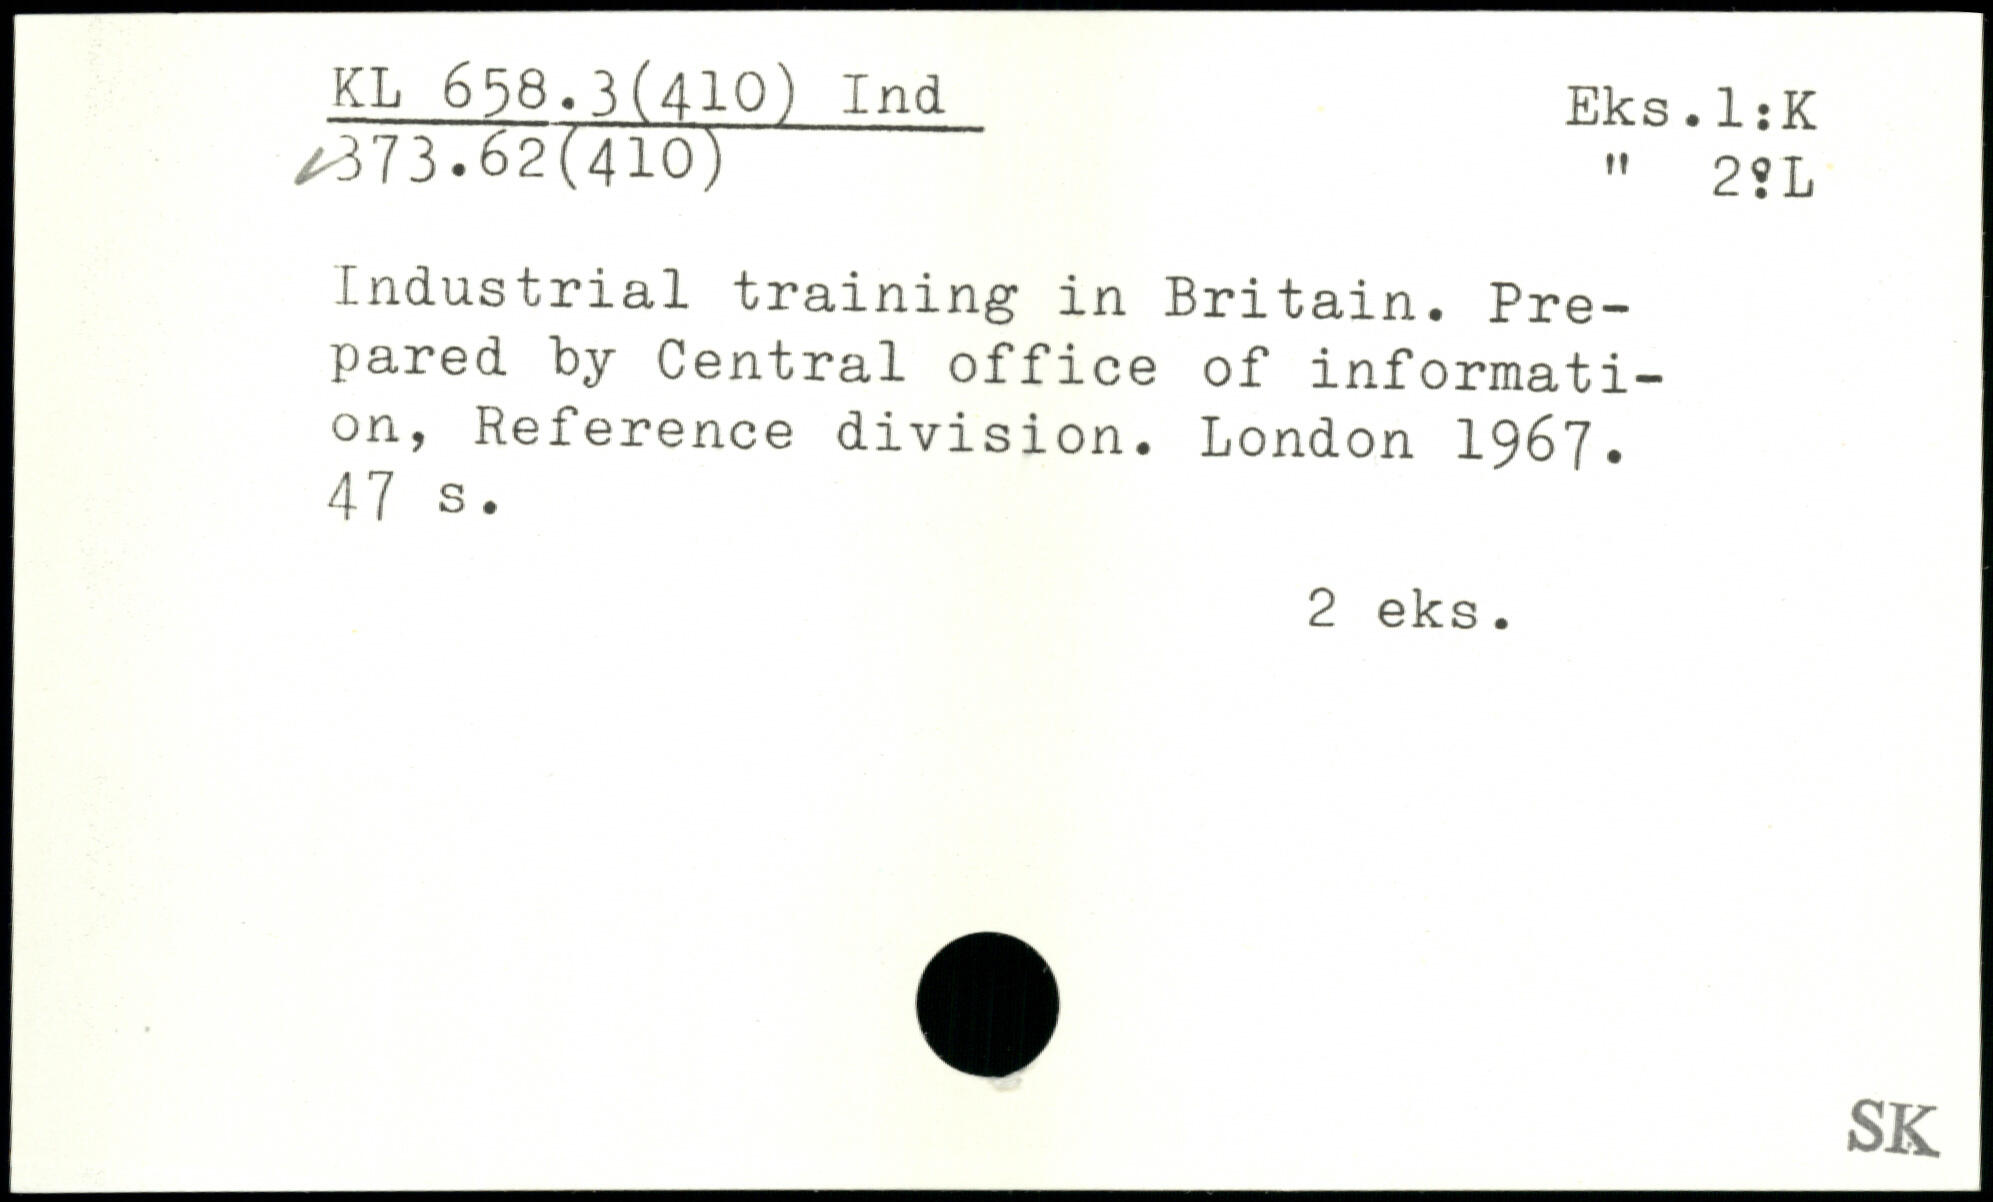 KL 658.3(410) Ind
373.62(410)
Eks.1:K
" 2:L
Industrial training in Britain. Pre-
pared by Central office of informati-
on, Reference division. London 1967.
47 s.
2 eks.
SK